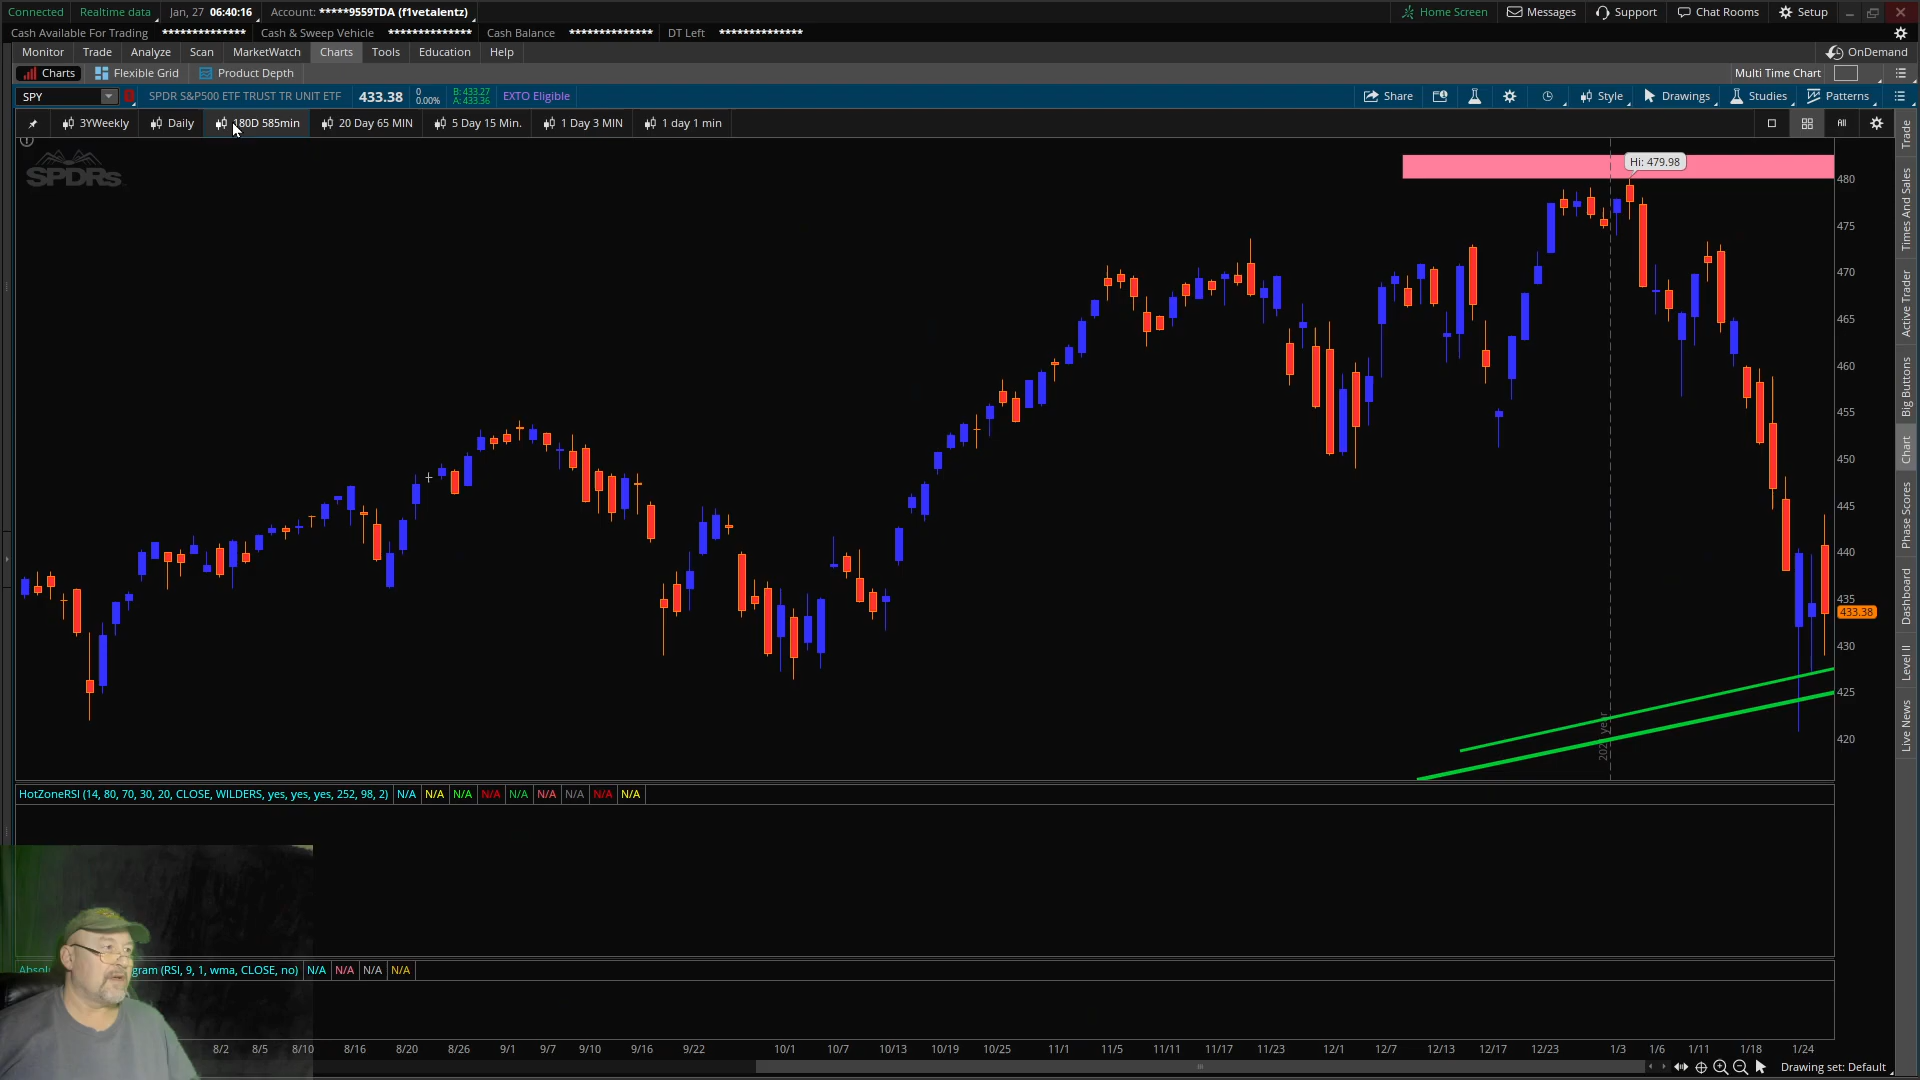 Connected Realtime data Jan, 27 06:40:16 Account: *****9559TDA (f1vetalentz) Home Screen Messages Support Chat Rooms Setup
Cash Available For Trading ************** Cash & Sweep Vehicle ************** Cash Balance ************** DT Left **************
Monitor Trade Analyze Scan MarketWatch Charts Tools Education Help OnDemand
Charts Flexible Grid Product Depth Multi Time Chart
SPY SPDR S&P500 ETF TRUST TR UNIT ETF 433.38 0 0.00% B: 433.27 A: 433.36 EXTO Eligible Share Style Drawings Studies Patterns
3YWeekly Daily 180D 585min 20 Day 65 MIN 5 Day 15 Min. 1 Day 3 MIN 1 day 1 min All
SPDRs
Hi: 479.98
480
475
470
465
460
455
450
445
440
435
433.38
430
425
420
year
Trade
Times And Sales
Active Trader
Big Buttons
Chart
Phase Scores
Dashboard
Level II
Live News
HotZoneRSI (14, 80, 70, 30, 20, CLOSE, WILDERS, yes, yes, yes, 252, 98, 2) N/A N/A N/A N/A N/A N/A N/A N/A N/A
gram (RSI, 9, 1, wma, CLOSE, no) N/A N/A N/A N/A
8/2 8/5 8/10 8/16 8/20 8/26 9/1 9/7 9/10 9/16 9/22 10/1 10/7 10/13 10/19 10/25 11/1 11/5 11/11 11/17 11/23 12/1 12/7 12/13 12/17 12/23 1/3 1/6 1/11 1/18 1/24
Drawing set: Default